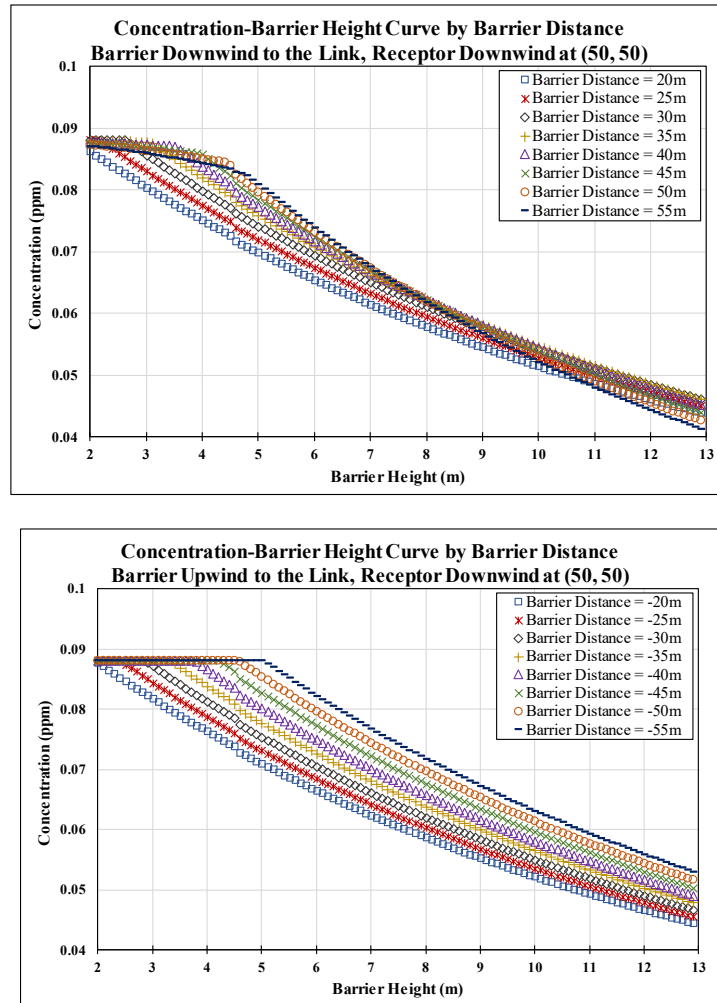 Concentration-Barrier Height Curve by Barrier Distance
Barrier Downwind to the Link, Receptor Downwind at (50, 50)
0.1
0.09
0.08
0.07
0.06
0.05
0.04
Concentration (ppm)
Barrier Distance = 20m
Barrier Distance = 25m
Barrier Distance = 30m
Barrier Distance = 35m
Barrier Distance = 40m
Barrier Distance = 45m
Barrier Distance = 50m
Barrier Distance = 55m
2 3 4 5 6 7 8 9 10 11 12 13
Barrier Height (m)
Concentration-Barrier Height Curve by Barrier Distance
Barrier Upwind to the Link, Receptor Downwind at (50, 50)
0.1
0.09
0.08
0.07
0.06
0.05
0.04
Concentration (ppm)
Barrier Distance = -20m
Barrier Distance = -25m
Barrier Distance = -30m
Barrier Distance = -35m
Barrier Distance = -40m
Barrier Distance = -45m
Barrier Distance = -50m
Barrier Distance = -55m
2 3 4 5 6 7 8 9 10 11 12 13
Barrier Height (m)